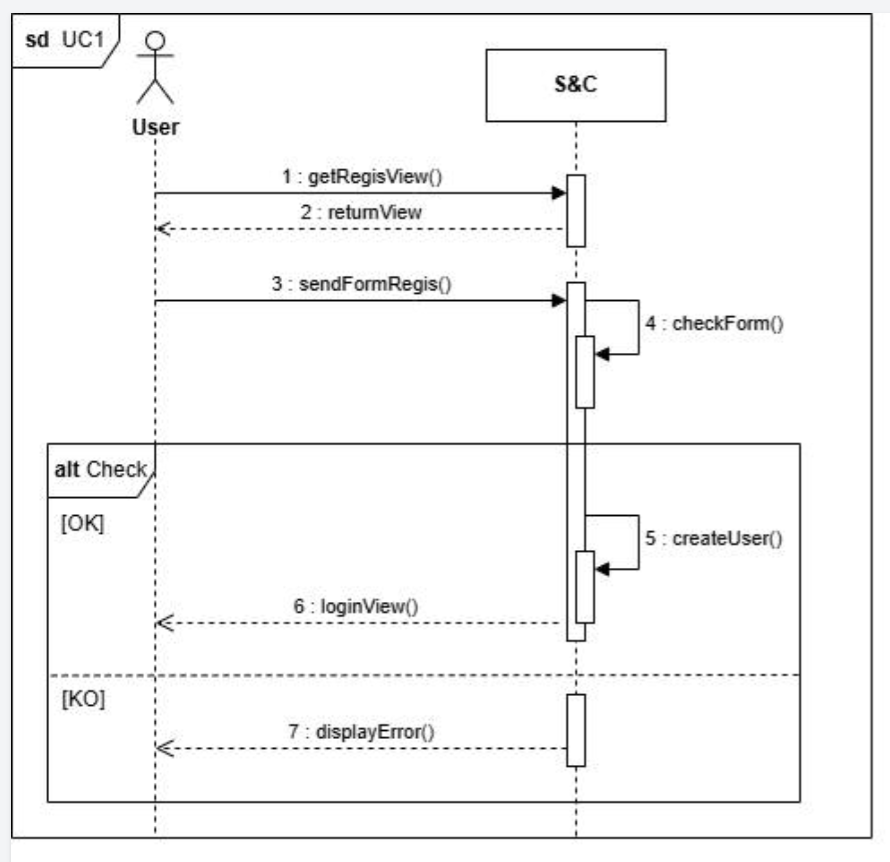 sd UC1
User
S&C
1 : getRegisView()
2 : returnView
3 : sendFormRegis()
4 : checkForm()
alt Check
[OK]
5 : createUser()
6 : loginView()
[KO]
7 : displayError()